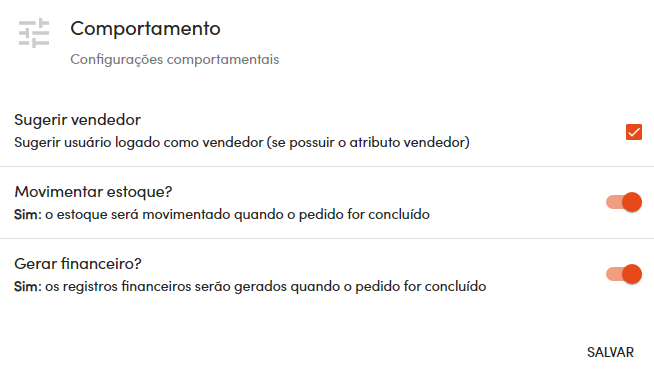 Comportamento
Configurações comportamentais
Sugerir vendedor
Sugerir usuário logado como vendedor (se possuir o atributo vendedor)
Movimentar estoque?
Sim: o estoque será movimentado quando o pedido for concluído
Gerar financeiro?
Sim: os registros financeiros serão gerados quando o pedido for concluído
SALVAR